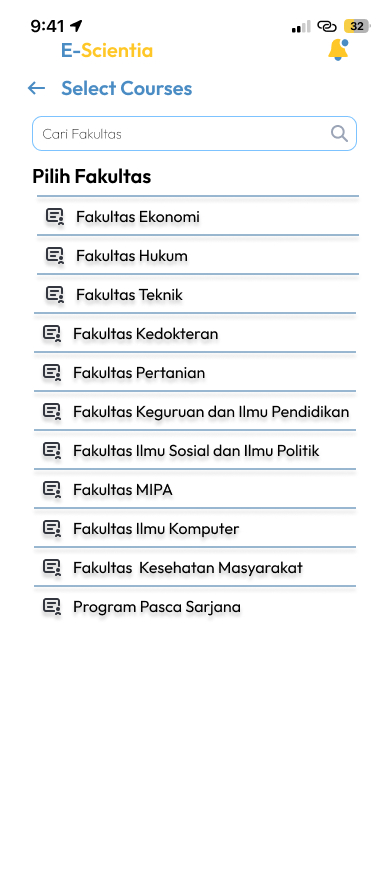 9:41
32
E-Scientia
Select Courses
Cari Fakultas
Pilih Fakultas
Fakultas Ekonomi
Fakultas Hukum
Fakultas Teknik
Fakultas Kedokteran
Fakultas Pertanian
Fakultas Keguruan dan Ilmu Pendidikan
Fakultas Ilmu Sosial dan Ilmu Politik
Fakultas MIPA
Fakultas Ilmu Komputer
Fakultas  Kesehatan Masyarakat
Program Pasca Sarjana